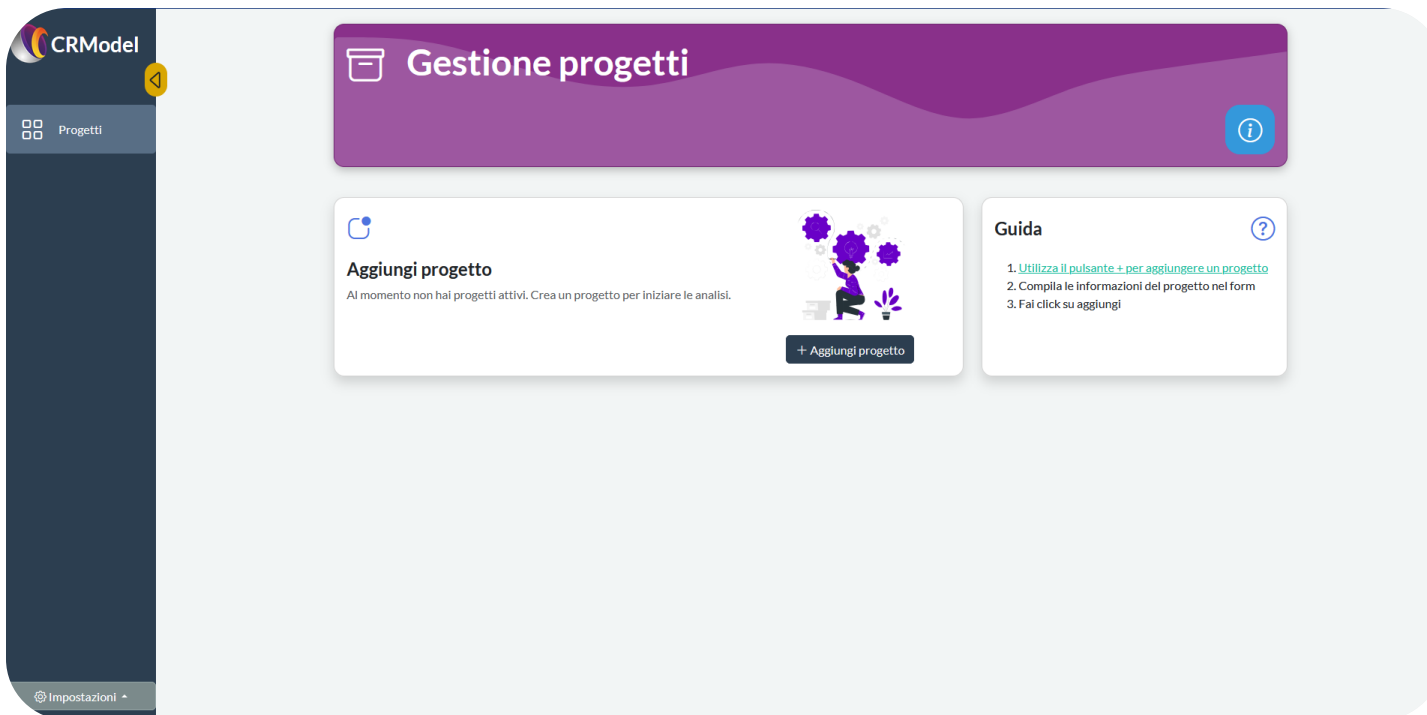 CRModel
Progetti
Impostazioni
Gestione progetti
Aggiungi progetto
Al momento non hai progetti attivi. Crea un progetto per iniziare le analisi.
+ Aggiungi progetto
Guida
1. Utilizza il pulsante + per aggiungere un progetto
2. Compila le informazioni del progetto nel form
3. Fai click su aggiungi